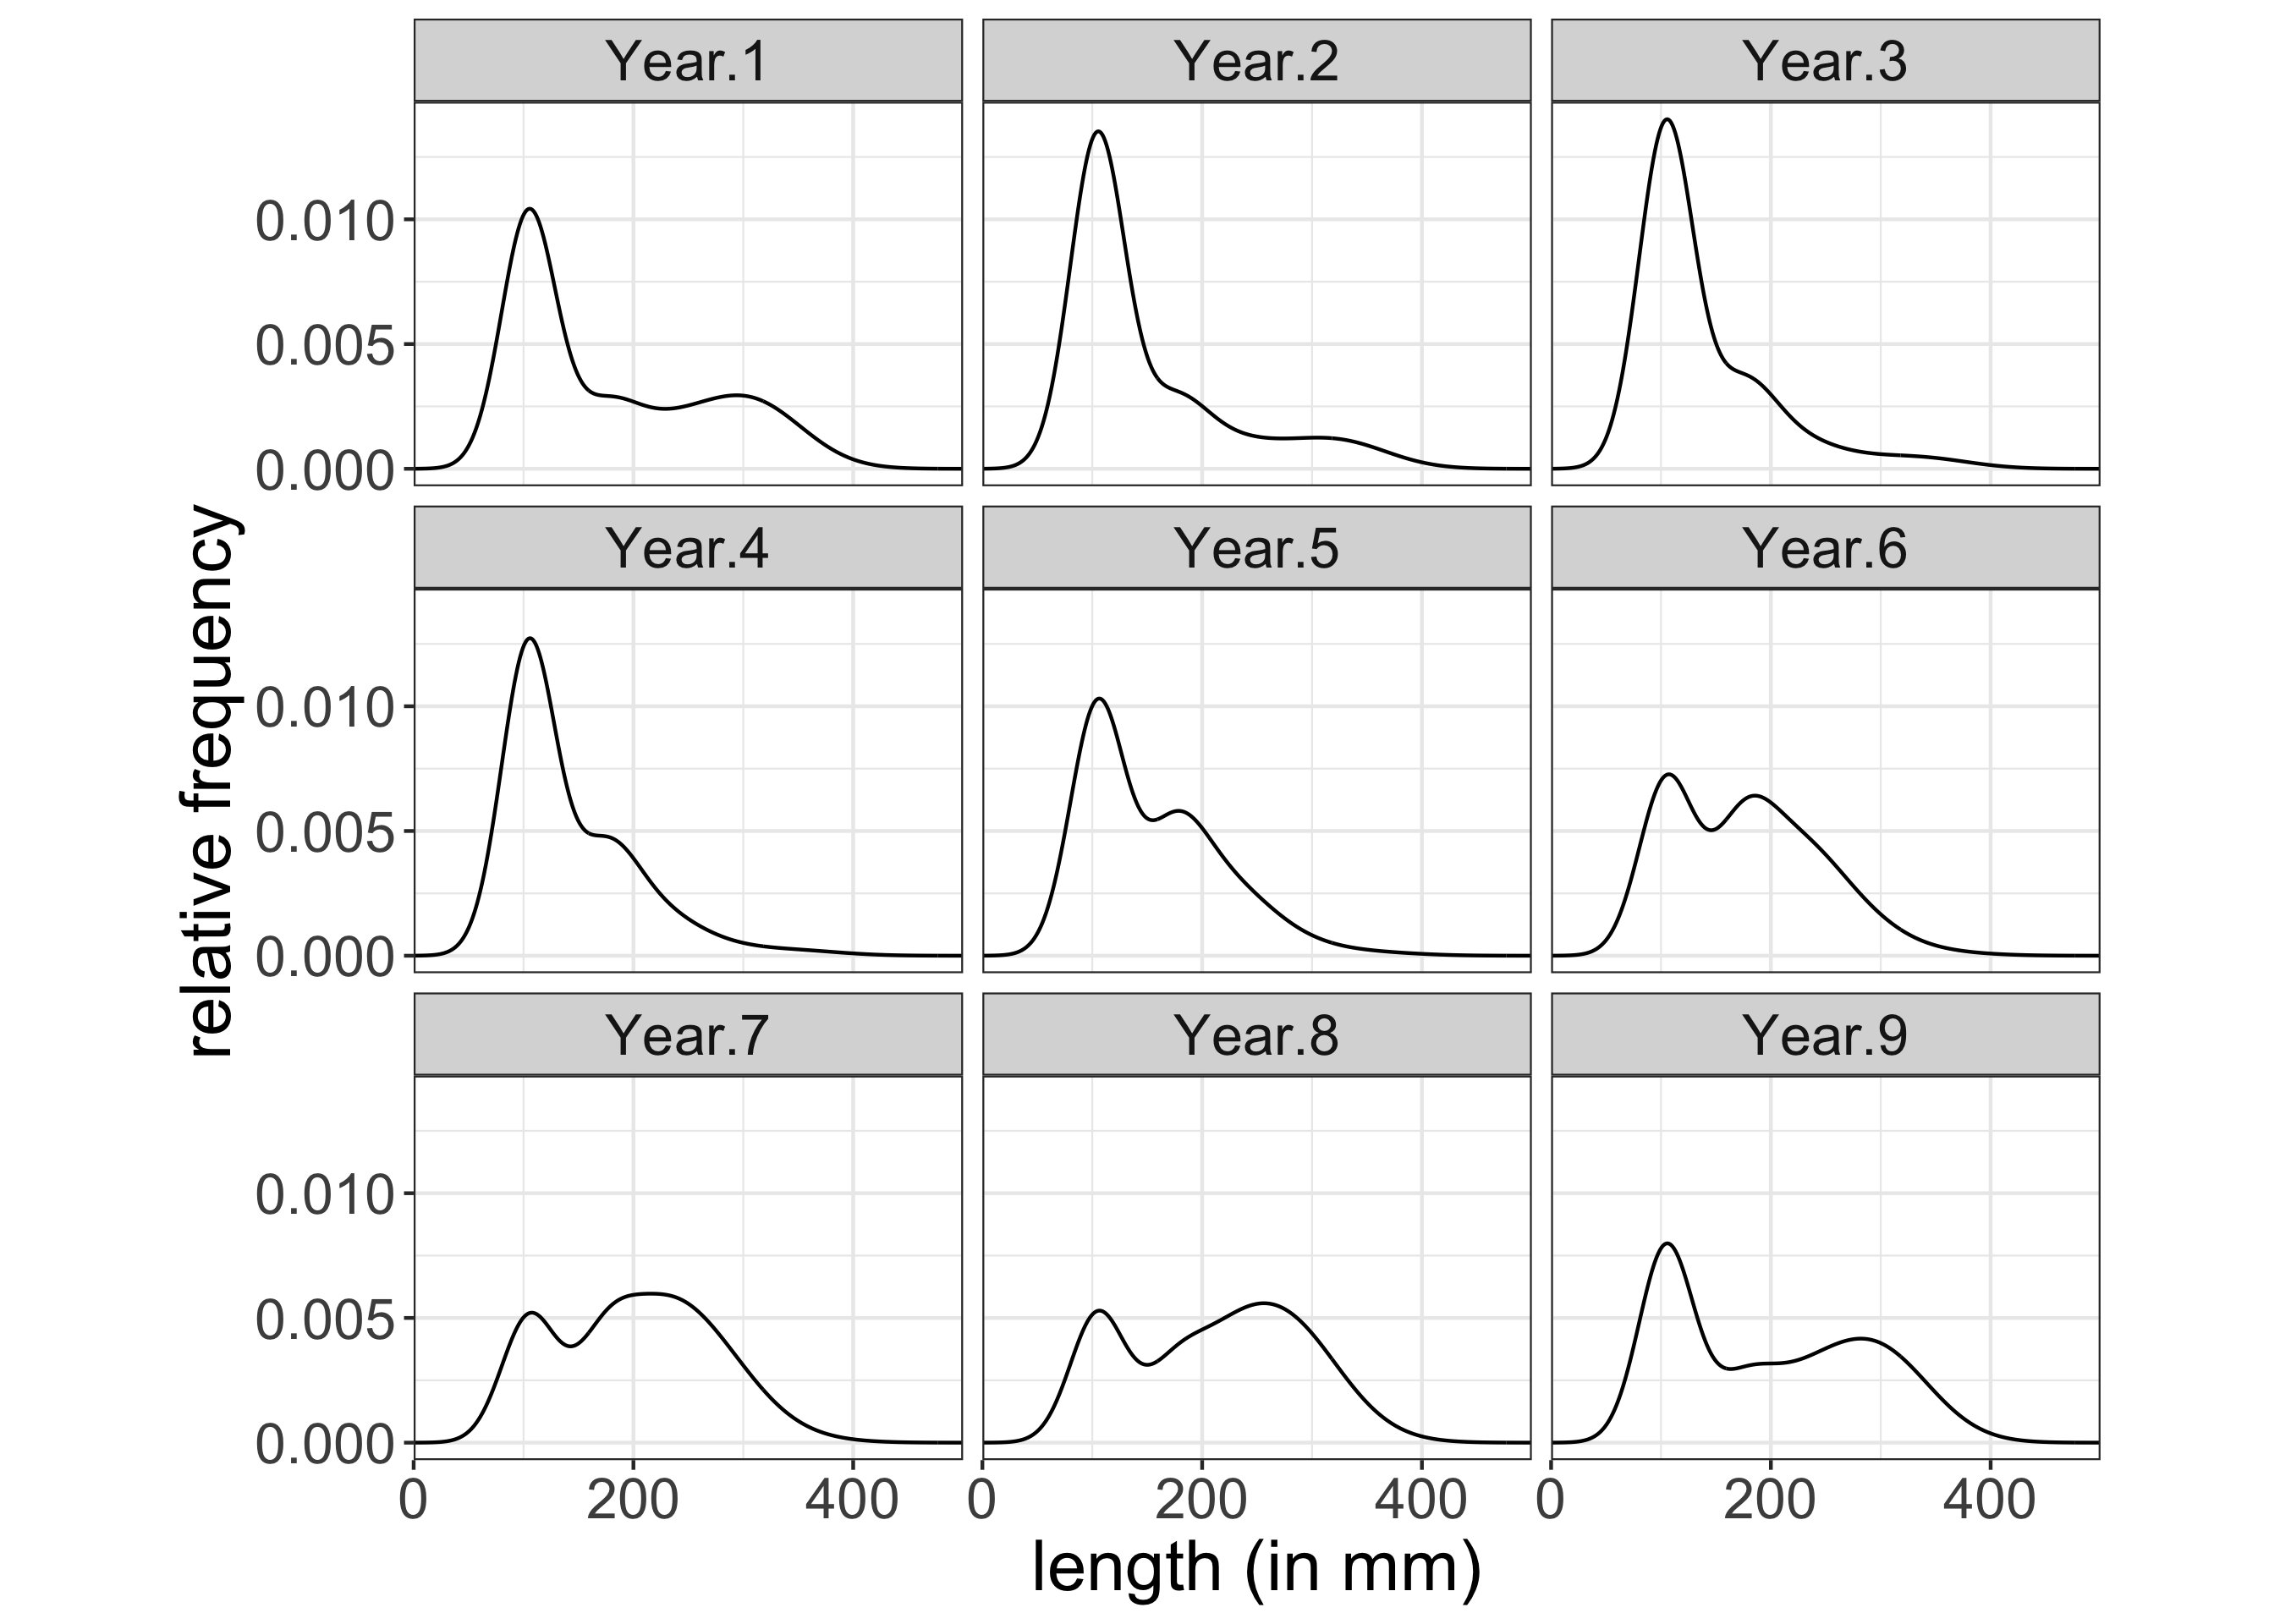 Year.1 Year.2 Year.3
0.010
0.005
0.000
Year.4 Year.5 Year.6
0.010
0.005
0.000
Year.7 Year.8 Year.9
0.010
0.005
0.000
0 200 400 0 200 400 0 200 400
length (in mm)
relative frequency